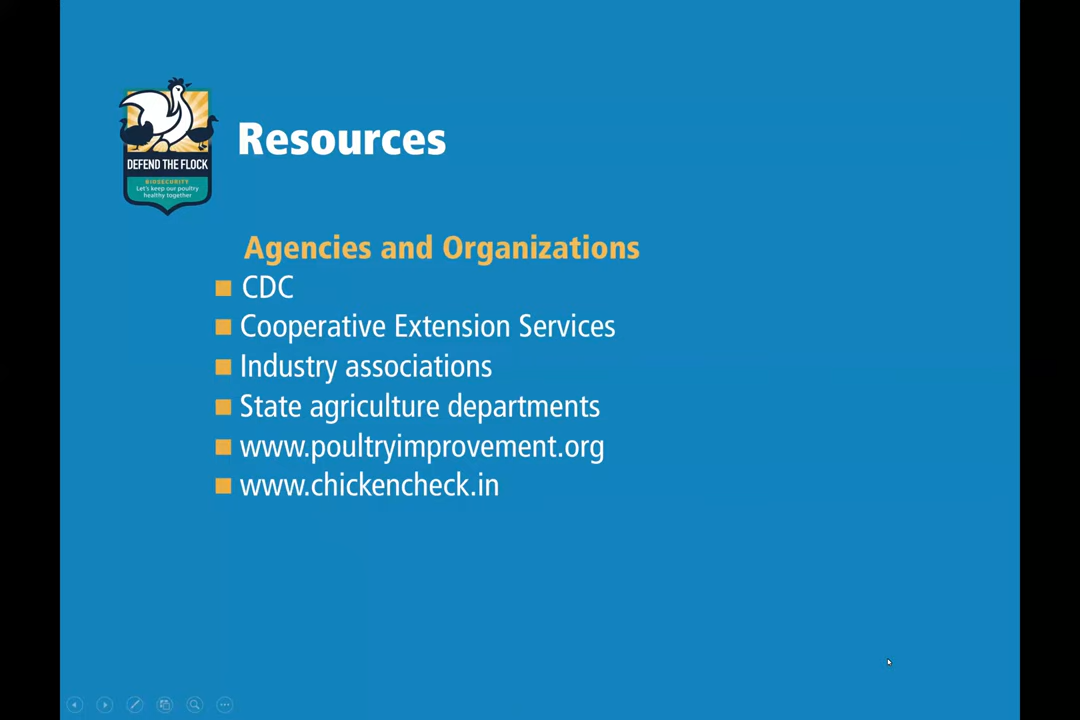 DEFEND THE FLOCK
BIOSECURITY
Let's keep our poultry
healthy together
Resources
Agencies and Organizations
CDC
Cooperative Extension Services
Industry associations
State agriculture departments
www.poultryimprovement.org
www.chickencheck.in